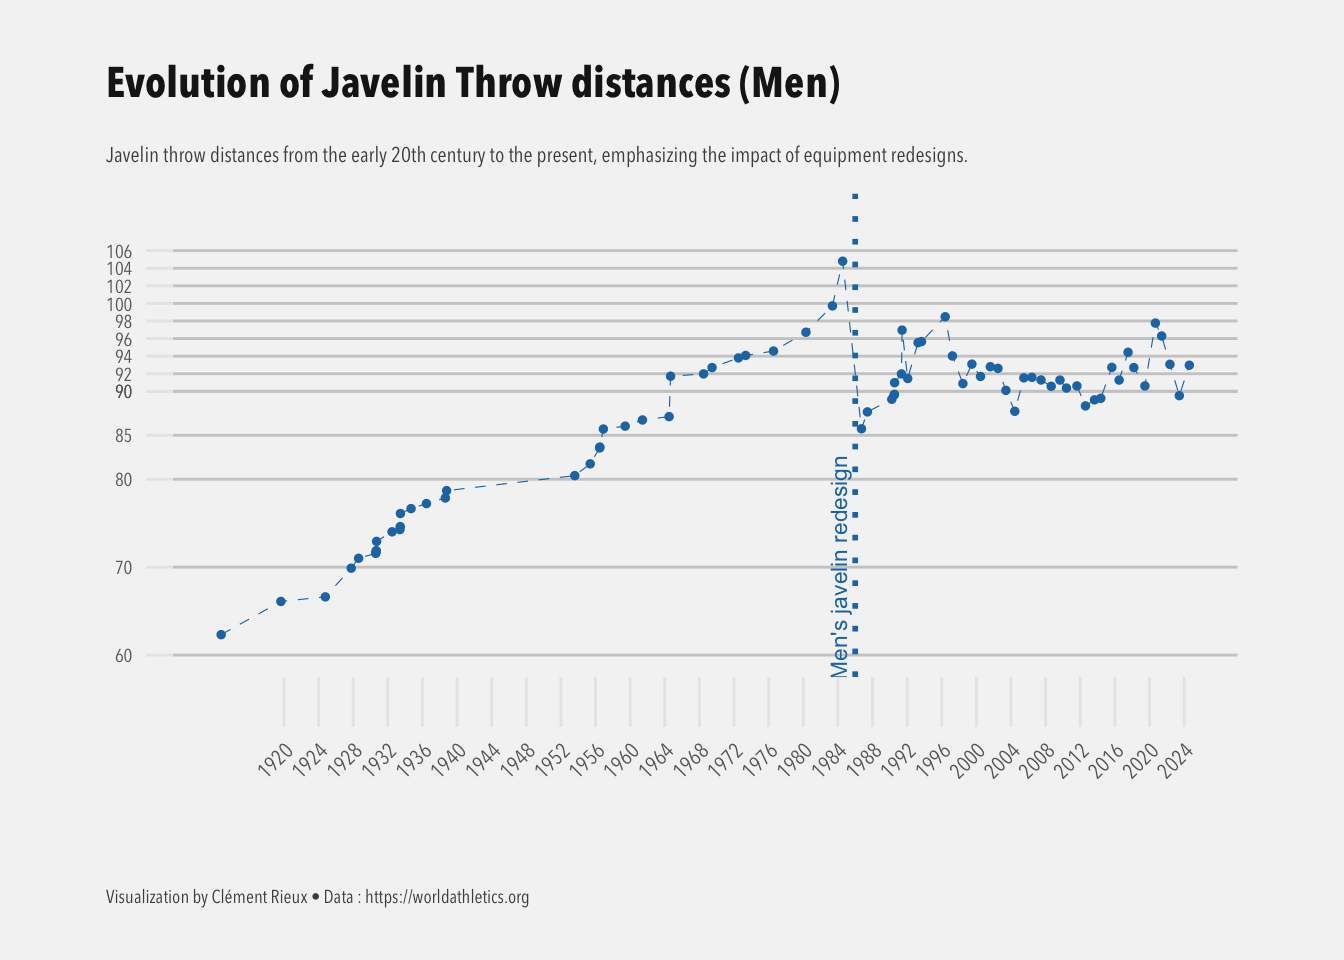 Evolution of Javelin Throw distances (Men)
Javelin throw distances from the early 20th century to the present, emphasizing the impact of equipment redesigns.
106
104
102
100
98
96
94
92
90
85
80
70
60
Men's javelin redesign
1920 1924 1928 1932 1936 1940 1944 1948 1952 1956 1960 1964 1968 1972 1976 1980 1984 1988 1992 1996 2000 2004 2008 2012 2016 2020 2024
Visualization by Clément Rieux • Data : https://worldathletics.org